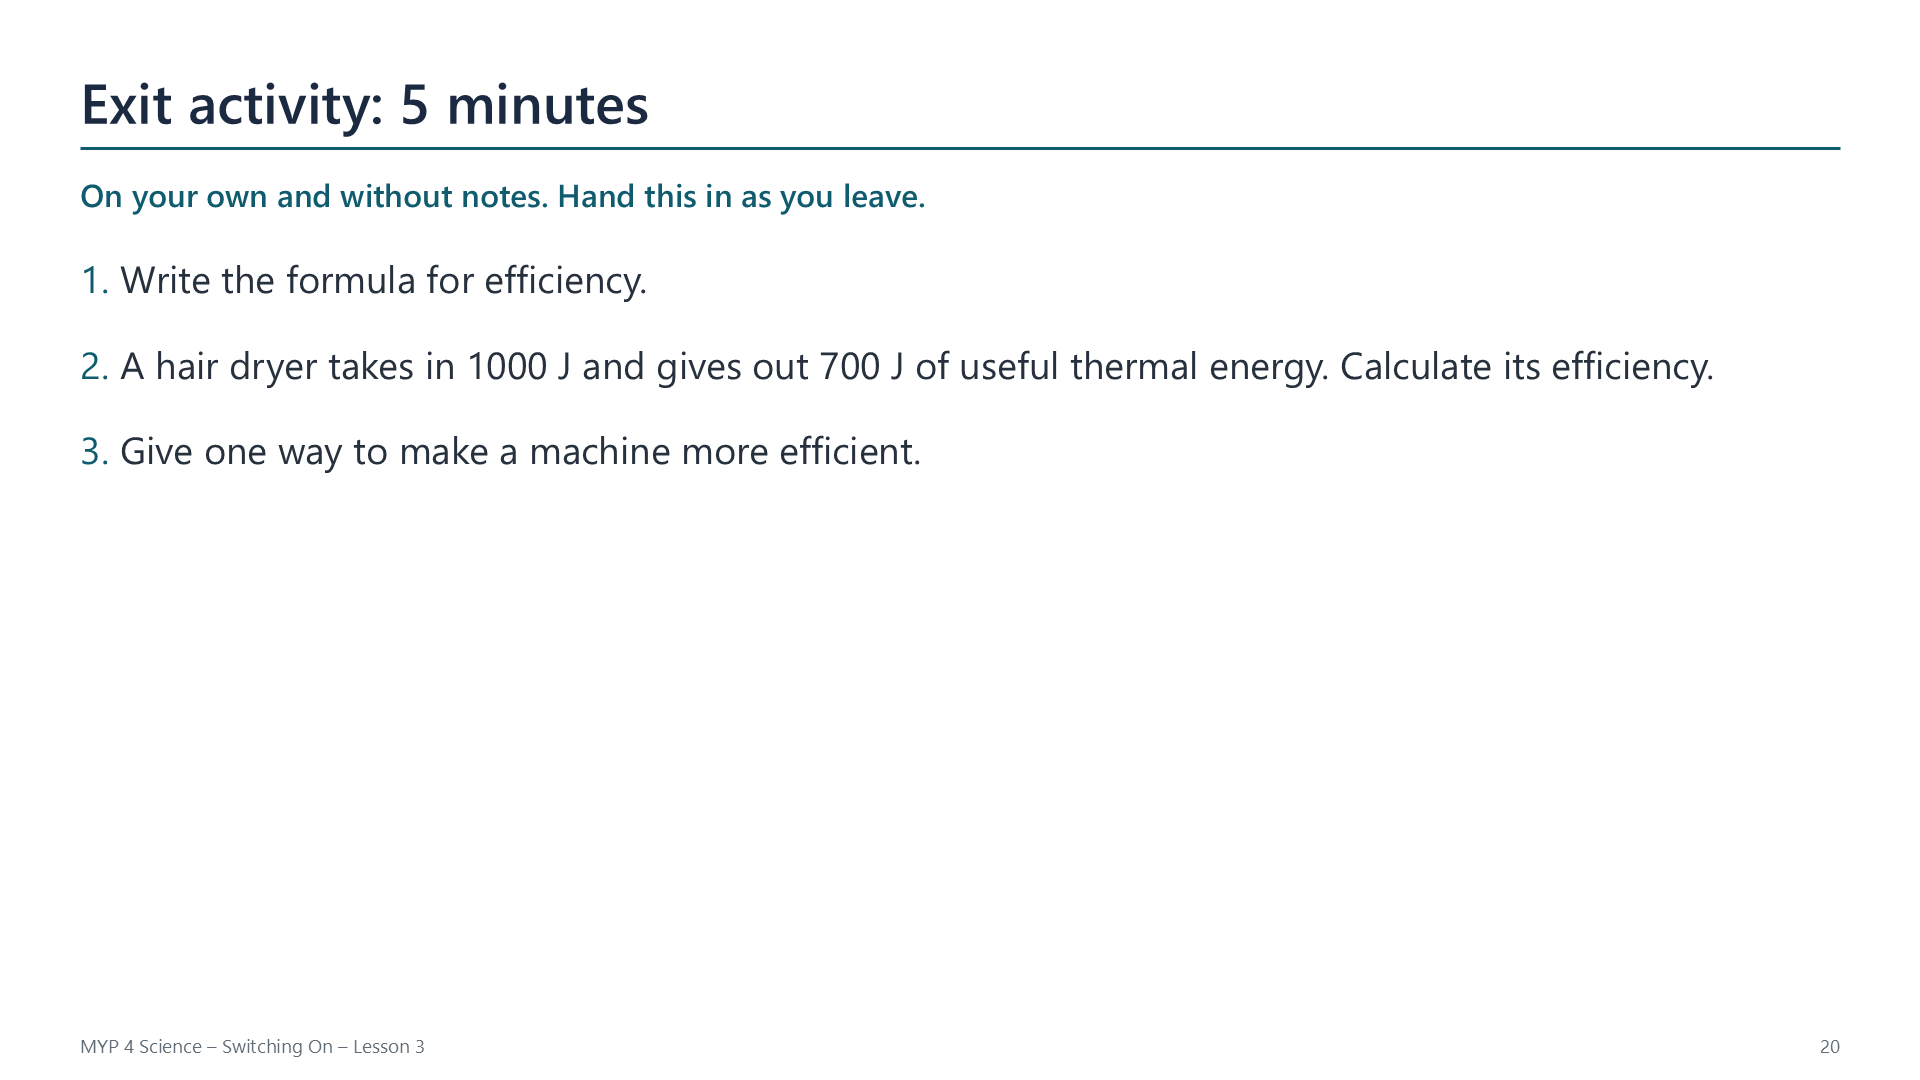 Exit activity: 5 minutes
On your own and without notes. Hand this in as you leave.
1. Write the formula for efficiency.
2. A hair dryer takes in 1000 J and gives out 700 J of useful thermal energy. Calculate its efficiency.
3. Give one way to make a machine more efficient.
MYP 4 Science – Switching On – Lesson 3
20